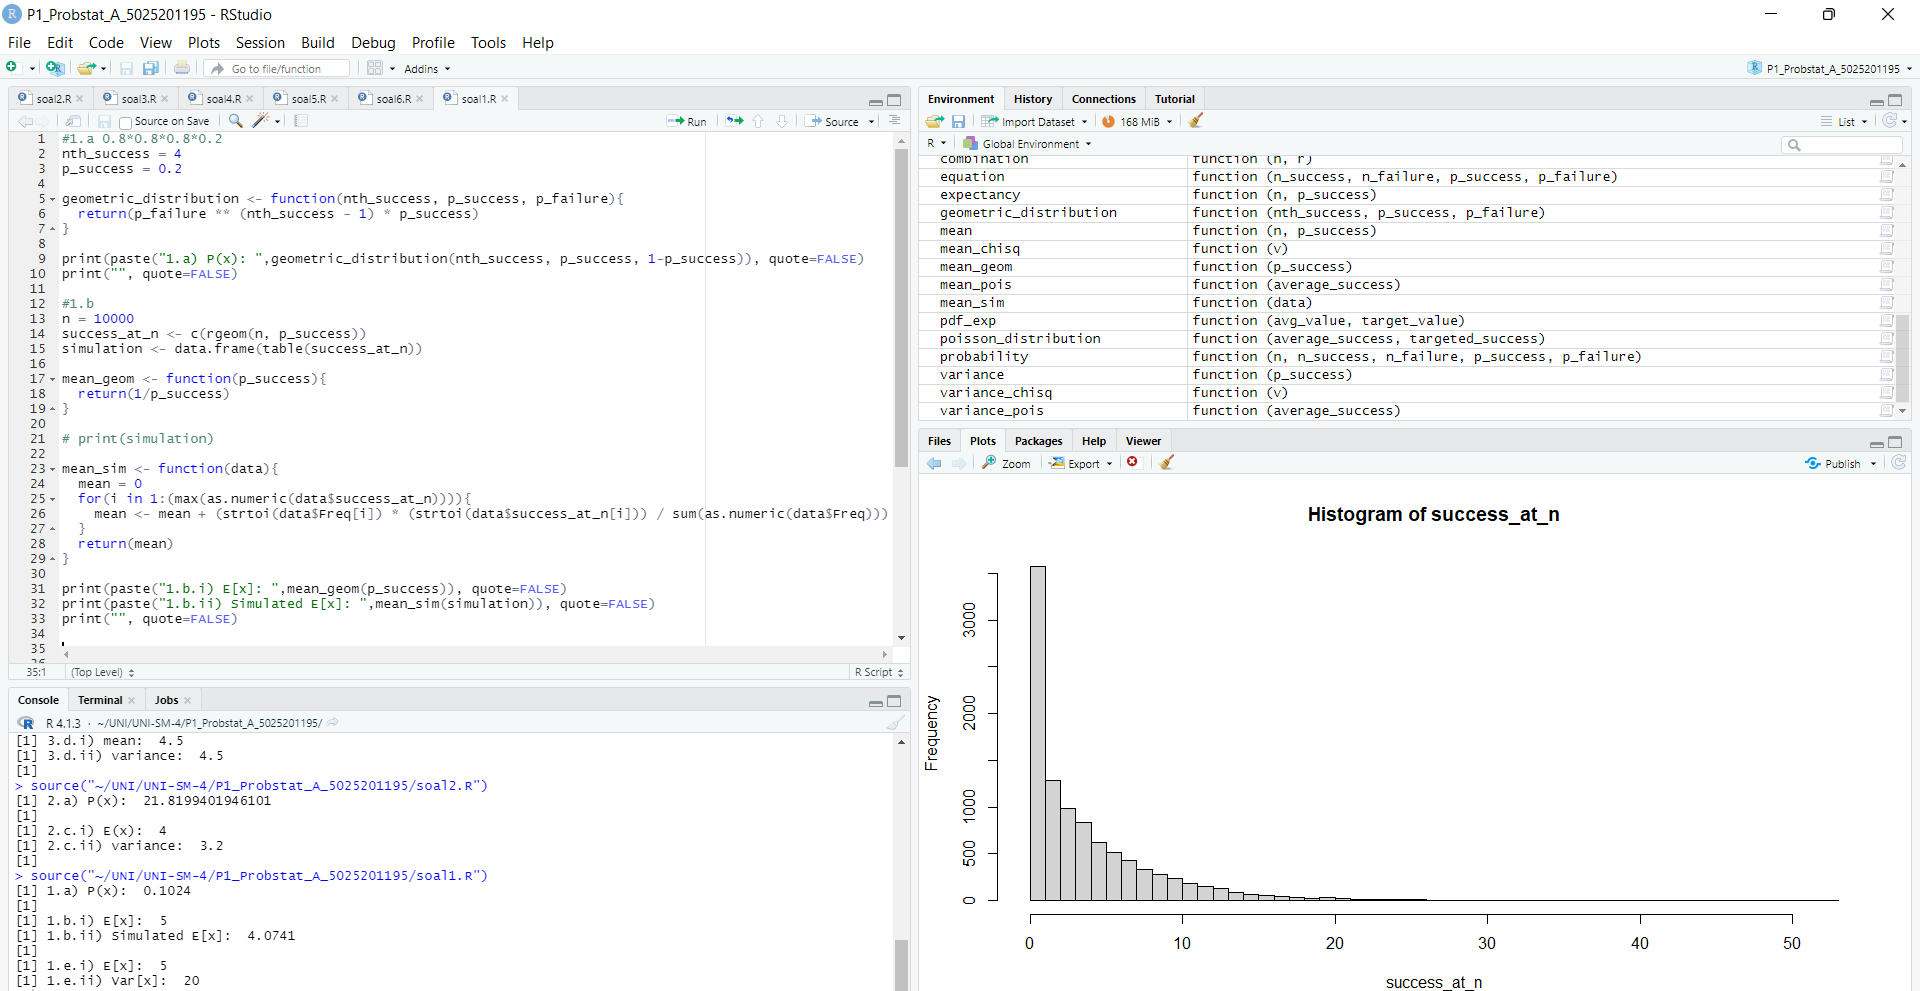 P1_Probstat_A_5025201195 - RStudio
File Edit Code View Plots Session Build Debug Profile Tools Help
Go to file/function Addins
P1_Probstat_A_5025201195
soal2.R soal3.R soal4.R soal5.R soal6.R soal1.R
Source on Save Run Source
1 #1.a 0.8*0.8*0.8*0.2
2 nth_success = 4
3 p_success = 0.2
4
5 geometric_distribution <- function(nth_success, p_success, p_failure){
6 return(p_failure ** (nth_success - 1) * p_success)
7 }
8
9 print(paste("1.a) P(x): ",geometric_distribution(nth_success, p_success, 1-p_success)), quote=FALSE)
10 print("", quote=FALSE)
11
12 #1.b
13 n = 10000
14 success_at_n <- c(rgeom(n, p_success))
15 simulation <- data.frame(table(success_at_n))
16
17 mean_geom <- function(p_success){
18 return(1/p_success)
19 }
20
21 # print(simulation)
22
23 mean_sim <- function(data){
24 mean = 0
25 for(i in 1:(max(as.numeric(data$success_at_n)))){
26 mean <- mean + (strtoi(data$Freq[i]) * (strtoi(data$success_at_n[i])) / sum(as.numeric(data$Freq)))
27 }
28 return(mean)
29 }
30
31 print(paste("1.b.i) E[x]: ",mean_geom(p_success)), quote=FALSE)
32 print(paste("1.b.ii) Simulated E[x]: ",mean_sim(simulation)), quote=FALSE)
33 print("", quote=FALSE)
34
35
36
35:1 (Top Level) R Script
Console Terminal Jobs
R 4.1.3 · ~/UNI/UNI-SM-4/P1_Probstat_A_5025201195/
[1] 3.d.i) mean: 4.5
[1] 3.d.ii) variance: 4.5
[1]
> source("~/UNI/UNI-SM-4/P1_Probstat_A_5025201195/soal2.R")
[1] 2.a) P(x): 21.8199401946101
[1]
[1] 2.c.i) E(x): 4
[1] 2.c.ii) variance: 3.2
[1]
> source("~/UNI/UNI-SM-4/P1_Probstat_A_5025201195/soal1.R")
[1] 1.a) P(x): 0.1024
[1]
[1] 1.b.i) E[x]: 5
[1] 1.b.ii) Simulated E[x]: 4.0741
[1]
[1] 1.e.i) E[x]: 5
[1] 1.e.ii) Var[x]: 20
Environment History Connections Tutorial
Import Dataset 168 MiB List
R Global Environment
combination function (n, r)
equation function (n_success, n_failure, p_success, p_failure)
expectancy function (n, p_success)
geometric_distribution function (nth_success, p_success, p_failure)
mean function (n, p_success)
mean_chisq function (v)
mean_geom function (p_success)
mean_pois function (average_success)
mean_sim function (data)
pdf_exp function (avg_value, target_value)
poisson_distribution function (average_success, targeted_success)
probability function (n, n_success, n_failure, p_success, p_failure)
variance function (p_success)
variance_chisq function (v)
variance_pois function (average_success)
Files Plots Packages Help Viewer
Zoom Export Publish
Histogram of success_at_n
Frequency
3000
2000
1000
500
0
0 10 20 30 40 50
success_at_n